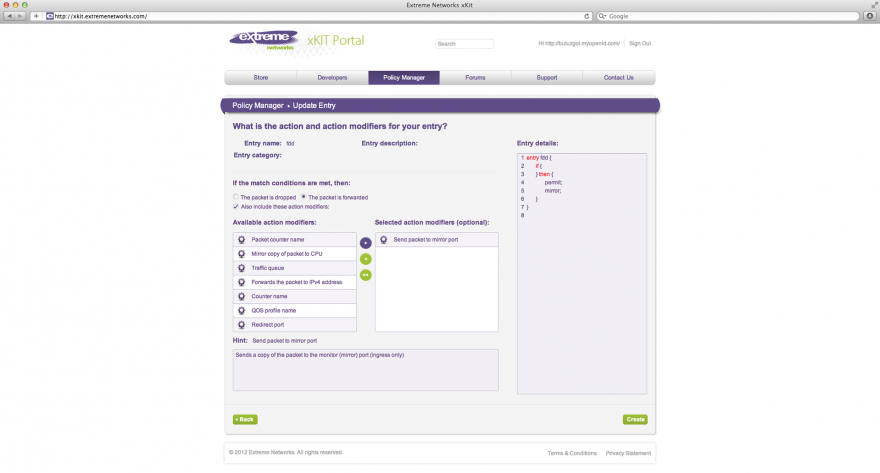 Extreme Networks xKit
http://xkit.extremenetworks.com/
Google
extreme networks
xKIT Portal
Search
Hi http://butuzgol.myopenid.com/ Sign Out
Store Developers Policy Manager Forums Support Contact Us
Policy Manager Update Entry
What is the action and action modifiers for your entry?
Entry name: fdd
Entry description:
Entry category:
If the match conditions are met, then:
The packet is dropped The packet is forwarded
Also include these action modifiers:
Available action modifiers:
Packet counter name
Mirror copy of packet to CPU
Traffic queue
Forwards the packet to IPv4 address
Counter name
QOS profile name
Redirect port
Selected action modifiers (optional):
Send packet to mirror port
Hint: Send packet to mirror port
Sends a copy of the packet to the monitor (mirror) port (ingress only)
Entry details:
1 entry fdd {
2 if {
3 } then {
4 permit;
5 mirror;
6 }
7 }
8
Back
Create
© 2012 Extreme Networks. All rights reserved.
Terms & Conditions Privacy Statement